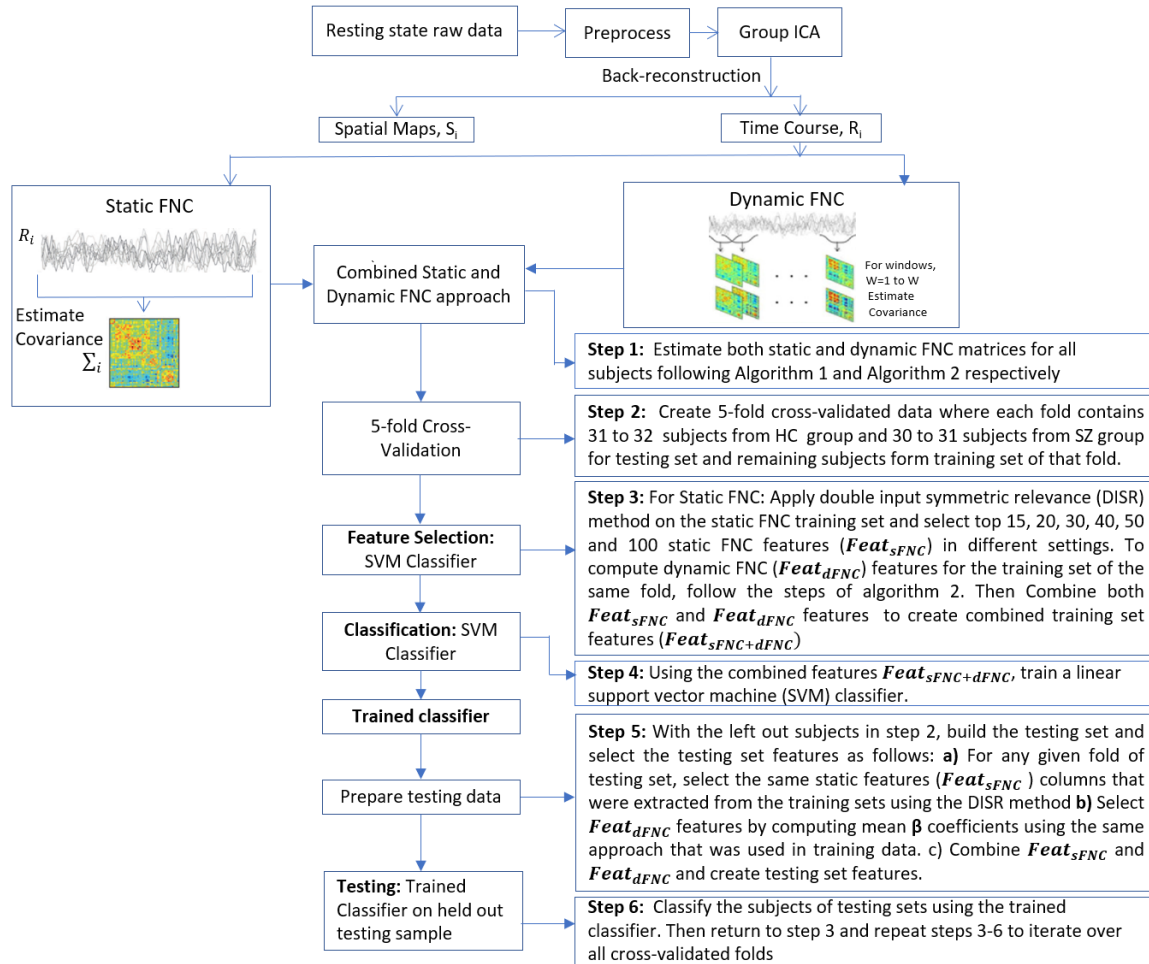 Resting state raw data
Preprocess
Group ICA
Back-reconstruction
Spatial Maps, Sᵢ
Time Course, Rᵢ
Static FNC
Rᵢ
Estimate
Covariance
∑ᵢ
Dynamic FNC
For windows,
W=1 to W
Estimate
Covariance
Combined Static and
Dynamic FNC approach
Step 1: Estimate both static and dynamic FNC matrices for all
subjects following Algorithm 1 and Algorithm 2 respectively
5-fold Cross-
Validation
Step 2: Create 5-fold cross-validated data where each fold contains
31 to 32 subjects from HC group and 30 to 31 subjects from SZ group
for testing set and remaining subjects form training set of that fold.
Feature Selection:
SVM Classifier
Step 3: For Static FNC: Apply double input symmetric relevance (DISR)
method on the static FNC training set and select top 15, 20, 30, 40, 50
and 100 static FNC features (Feat_sFNC) in different settings. To
compute dynamic FNC (Feat_dFNC) features for the training set of the
same fold, follow the steps of algorithm 2. Then Combine both
Feat_sFNC and Feat_dFNC features to create combined training set
features (Feat_sFNC+dFNC)
Classification: SVM
Classifier
Step 4: Using the combined features Feat_sFNC+dFNC, train a linear
support vector machine (SVM) classifier.
Trained classifier
Prepare testing data
Step 5: With the left out subjects in step 2, build the testing set and
select the testing set features as follows: a) For any given fold of
testing set, select the same static features (Feat_sFNC ) columns that
were extracted from the training sets using the DISR method b) Select
Feat_dFNC features by computing mean β coefficients using the same
approach that was used in training data. c) Combine Feat_sFNC and
Feat_dFNC and create testing set features.
Testing: Trained
Classifier on held out
testing sample
Step 6: Classify the subjects of testing sets using the trained
classifier. Then return to step 3 and repeat steps 3-6 to iterate over
all cross-validated folds